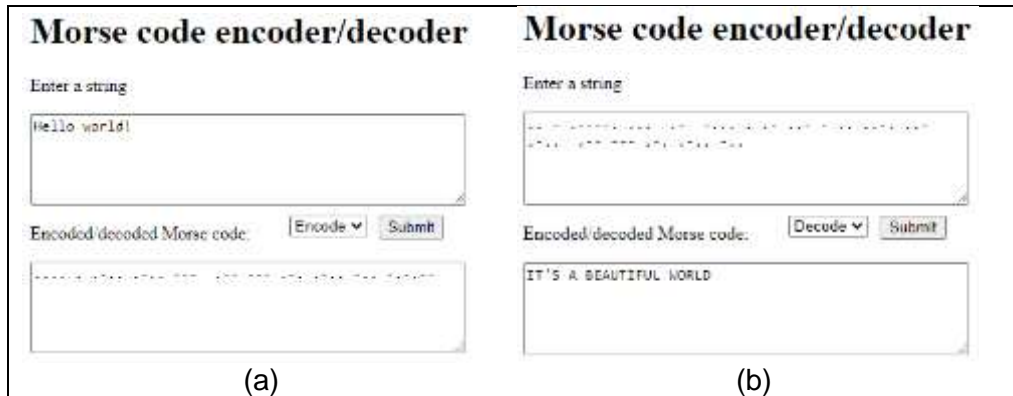 Morse code encoder/decoder
Enter a string
Hello world!
Encoded/decoded Morse code:
Encode
Submit
.... . .-.. .-.. ---  .-- --- .-. .-.. -.. -.-.--
(a)
Morse code encoder/decoder
Enter a string
.. - .----. ...  .-  -... . .- ..- - .. ..-. ..-
.-..  .-- --- .-. .-.. -..
Encoded/decoded Morse code:
Decode
Submit
IT'S A BEAUTIFUL WORLD
(b)